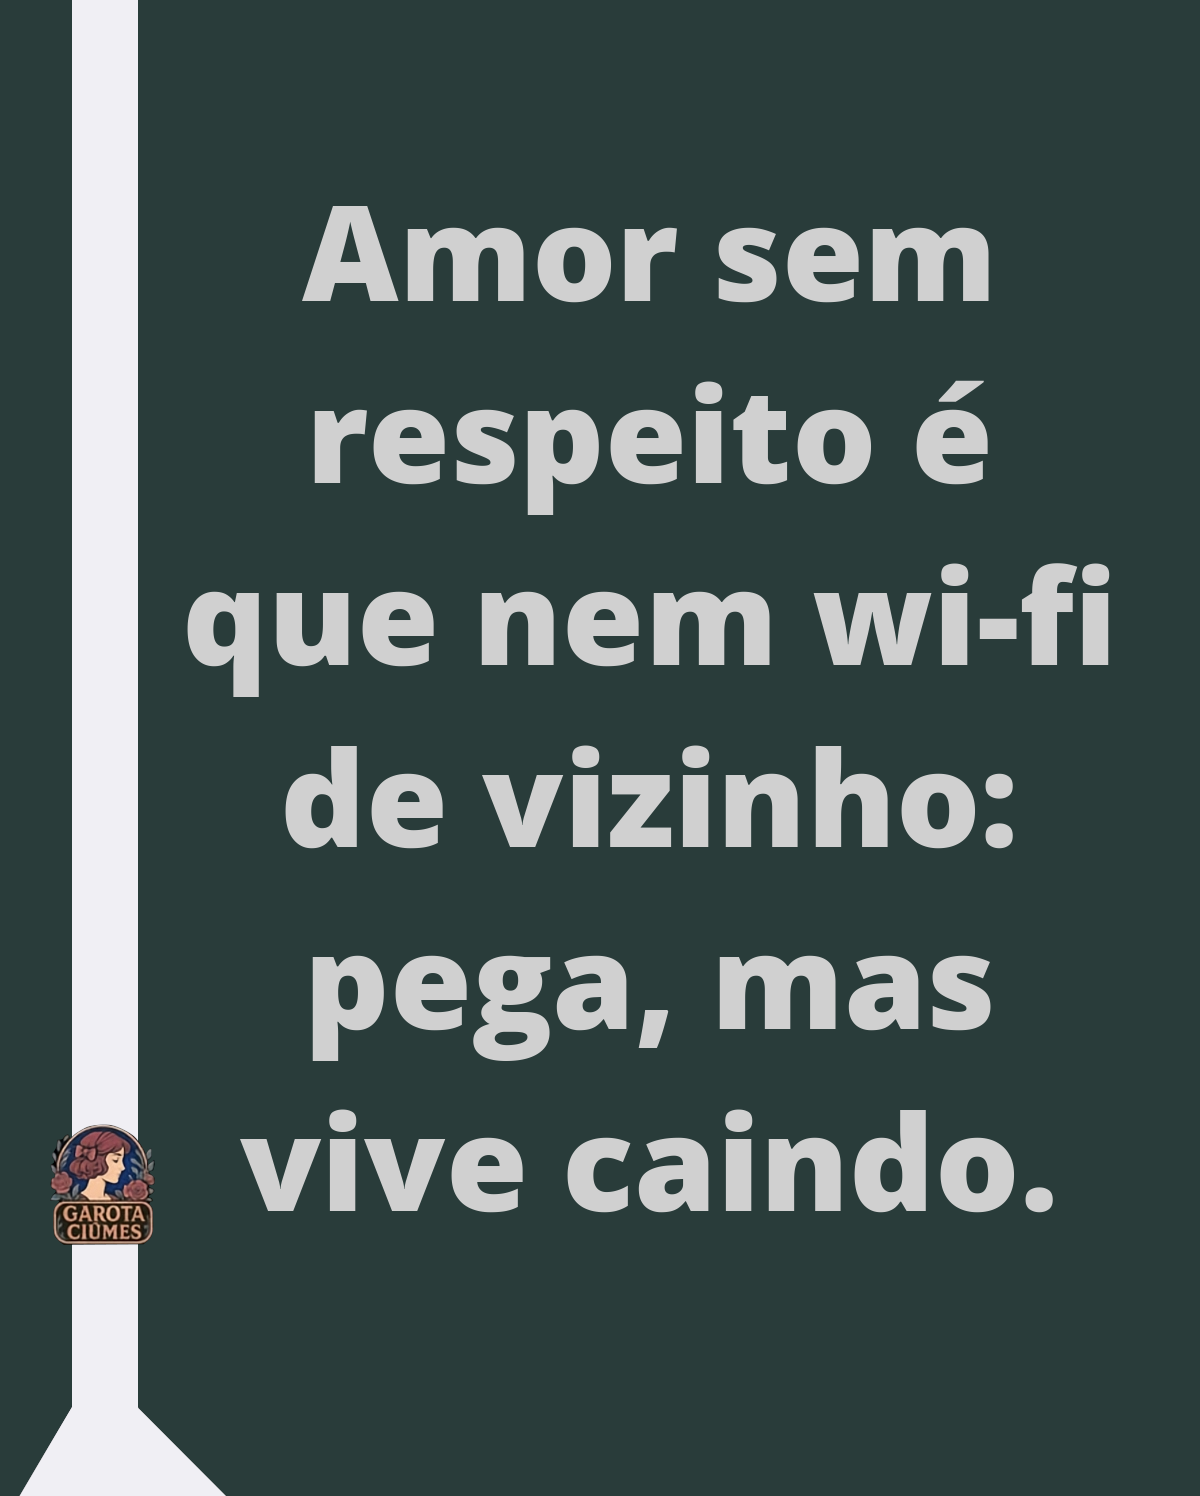 Amor sem
respeito é
que nem wi-fi
de vizinho:
pega, mas
vive caindo.
GAROTA
CIÚMES